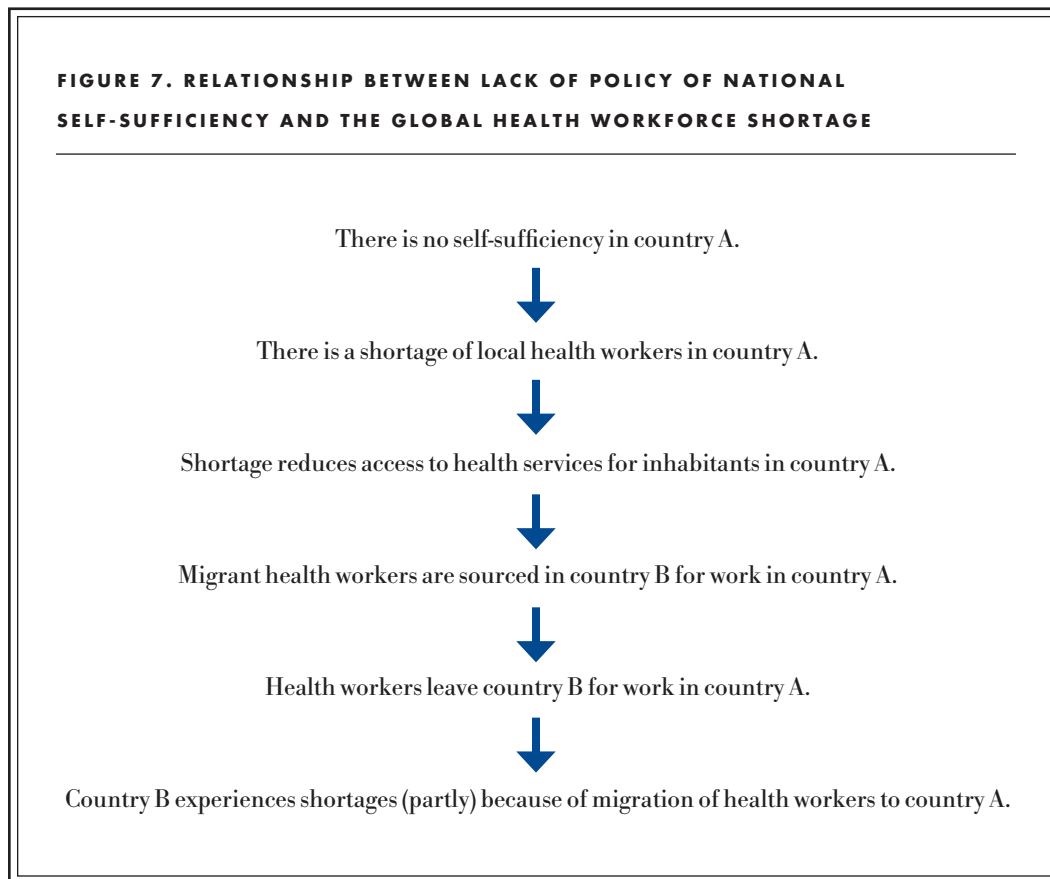 FIGURE 7. RELATIONSHIP BETWEEN LACK OF POLICY OF NATIONAL
SELF-SUFFICIENCY AND THE GLOBAL HEALTH WORKFORCE SHORTAGE
There is no self-sufficiency in country A.
There is a shortage of local health workers in country A.
Shortage reduces access to health services for inhabitants in country A.
Migrant health workers are sourced in country B for work in country A.
Health workers leave country B for work in country A.
Country B experiences shortages (partly) because of migration of health workers to country A.